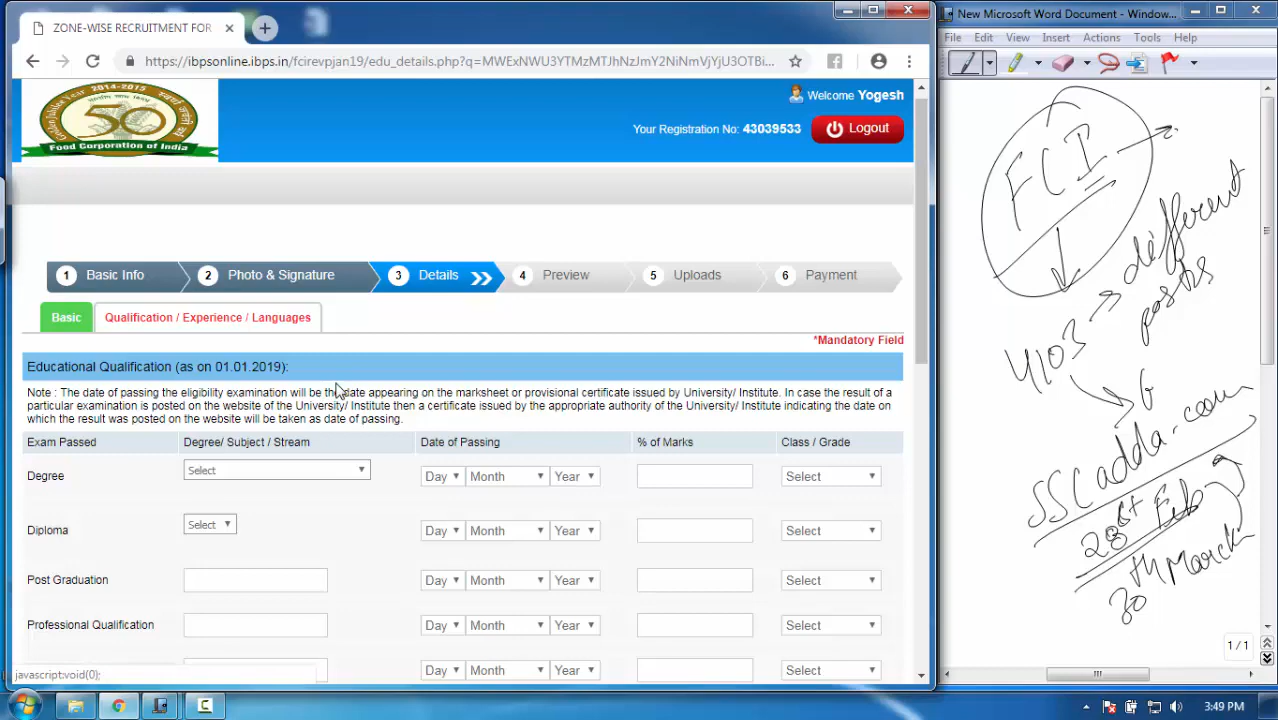 ZONE-WISE RECRUITMENT FOR
https://ibpsonline.ibps.in/fcirevpjan19/edu_details.php?s=MWExNWU3YTMzMTJhNzJmY2NiNmVjYjU3OTBi...
2014-2015
50
Food Corporation of India
Welcome Yogesh
Your Registration No: 43039533
Logout
1 Basic Info
2 Photo & Signature
3 Details
4 Preview
5 Uploads
6 Payment
Basic
Qualification / Experience / Languages
*Mandatory Field
Educational Qualification (as on 01.01.2019):
Note : The date of passing the eligibility examination will be the date appearing on the marksheet or provisional certificate issued by University/ Institute. In case the result of a
particular examination is posted on the website of the University/ Institute then a certificate issued by the appropriate authority of the University/ Institute indicating the date on
which the result was posted on the website will be taken as date of passing.
Exam Passed Degree/ Subject / Stream Date of Passing % of Marks Class / Grade
Degree Select Day Month Year Select
Diploma Select Day Month Year Select
Post Graduation Day Month Year Select
Professional Qualification Day Month Year Select
Day Month Year Select
javascript:void(0);
New Microsoft Word Document - Window...
File Edit View Insert Actions Tools Help
FCI
different
posts
4103
6
SSCadda.com
28st Feb
30th March
1 / 1
3:49 PM